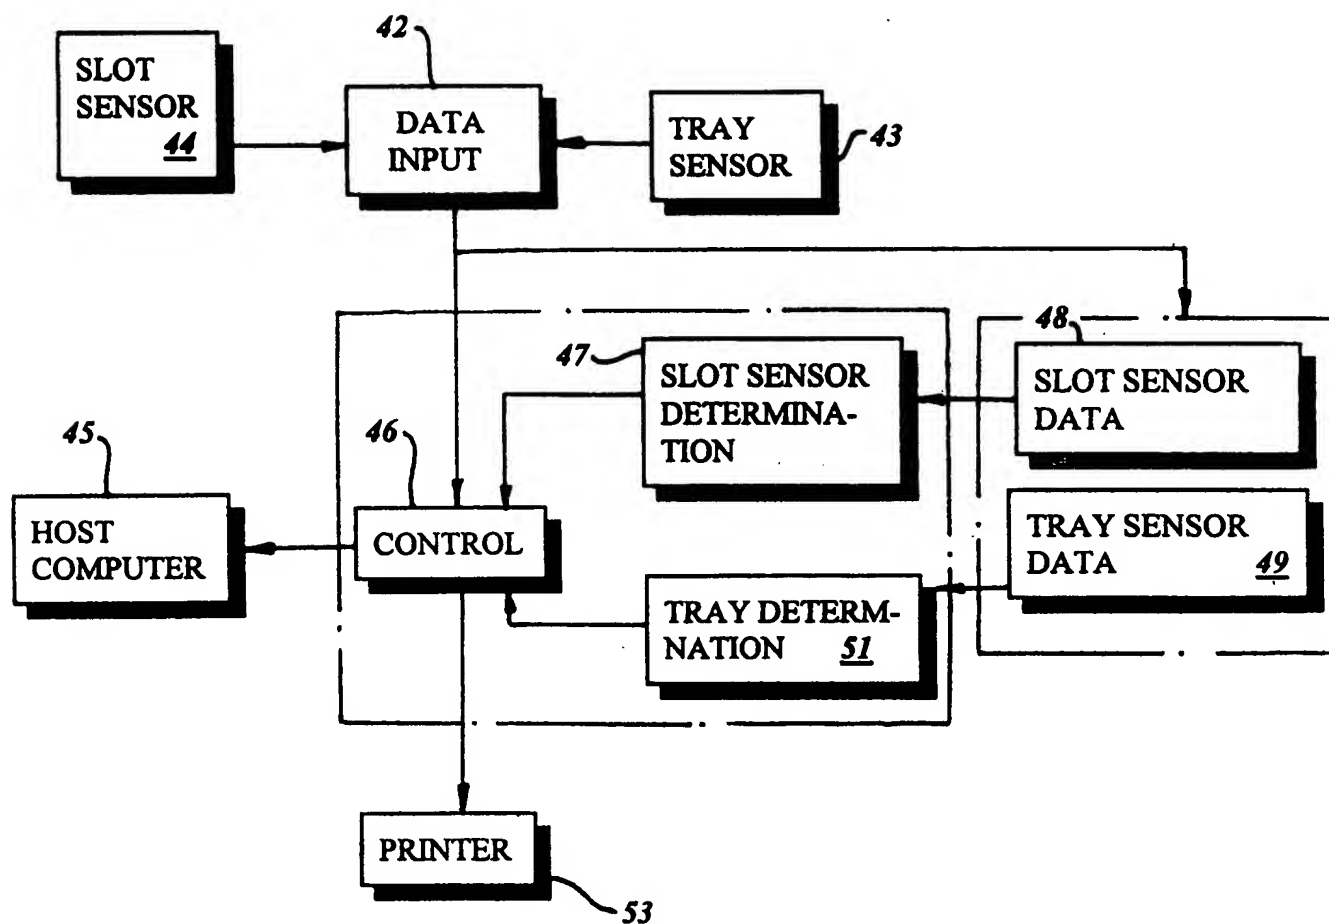 42
SLOT
SENSOR
44
DATA
INPUT
TRAY
SENSOR
43
48
47
SLOT SENSOR
DETERMINA-
TION
SLOT SENSOR
DATA
45
46
HOST
COMPUTER
CONTROL
TRAY SENSOR
DATA 49
TRAY DETERM-
NATION 51
PRINTER
53